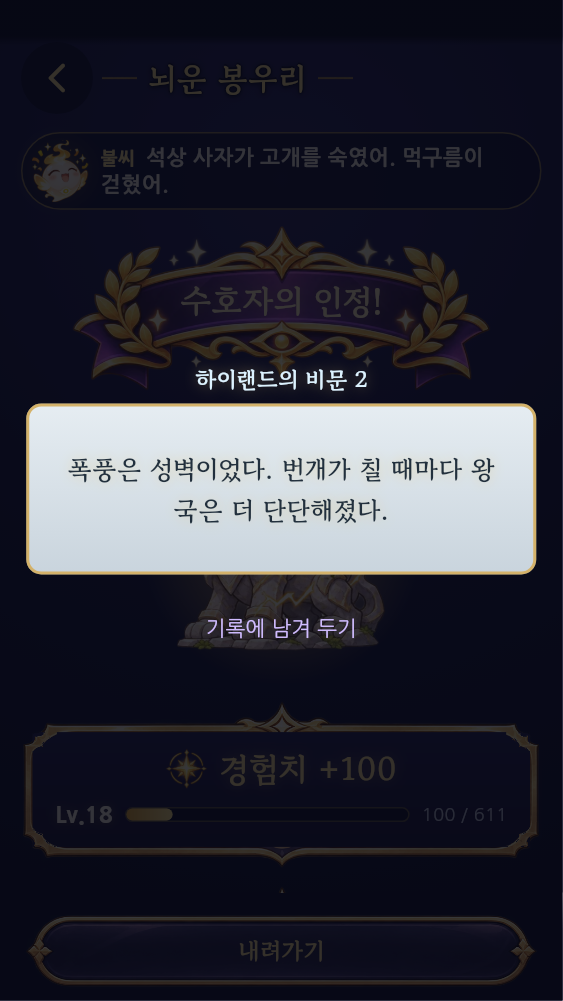 뇌운 봉우리
불씨 석상 사자가 고개를 숙였어. 먹구름이
걷혔어.
수호자의 인정!
하이랜드의 비문 2
폭풍은 성벽이었다. 번개가 칠 때마다 왕
국은 더 단단해졌다.
기록에 남겨 두기
경험치 +100
Lv.18 100 / 611
내려가기